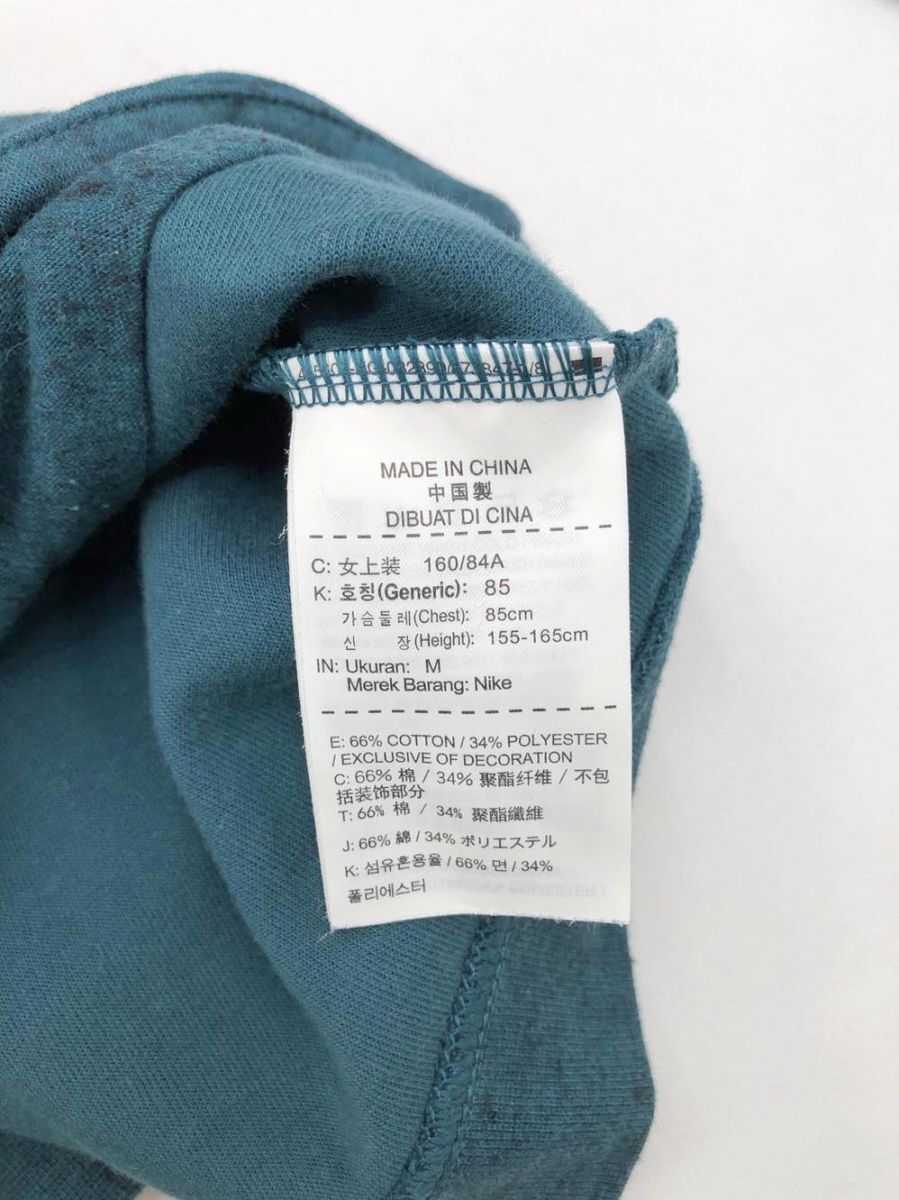 MADE IN CHINA
中国製
DIBUAT DI CINA
C: 女上装 160/84A
K: 호칭(Generic): 85
가슴둘레(Chest): 85cm
신 장(Height): 155-165cm
IN: Ukuran: M
Merek Barang: Nike
E: 66% COTTON / 34% POLYESTER
/ EXCLUSIVE OF DECORATION
C: 66% 棉 / 34% 聚酯纤维 / 不包
括装饰部分
T: 66% 棉 / 34% 聚酯纖維
J: 66% 綿 / 34% ポリエステル
K: 섬유혼용율 / 66% 면 / 34%
폴리에스터